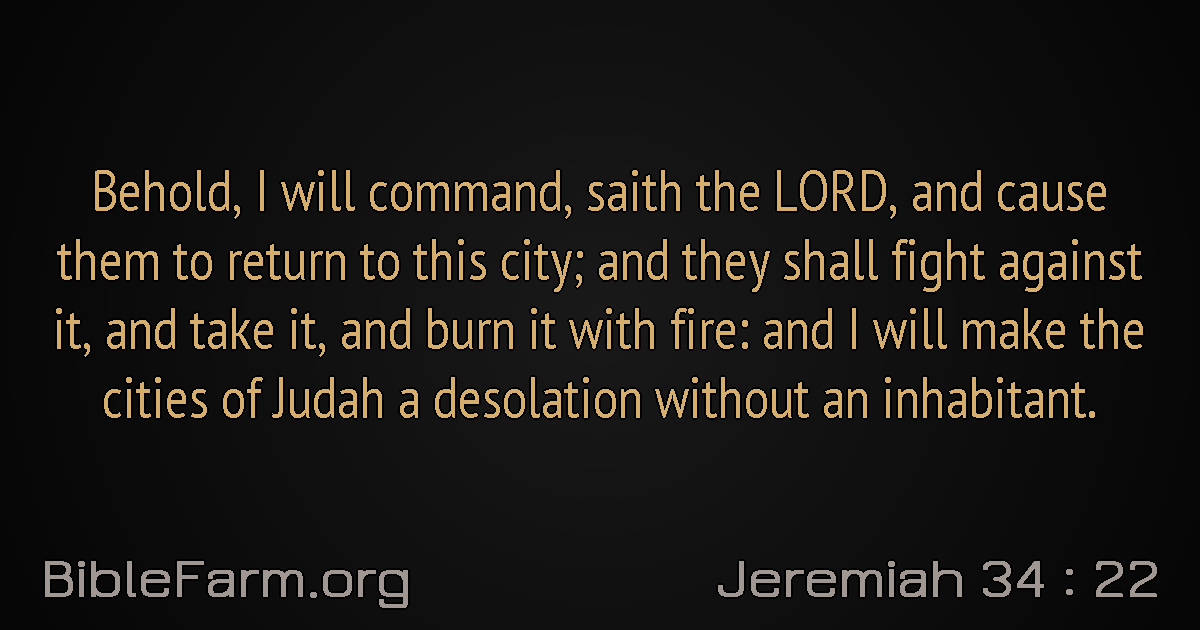 Behold, I will command, saith the LORD, and cause
them to return to this city; and they shall fight against
it, and take it, and burn it with fire: and I will make the
cities of Judah a desolation without an inhabitant.
BibleFarm.org
Jeremiah 34 : 22